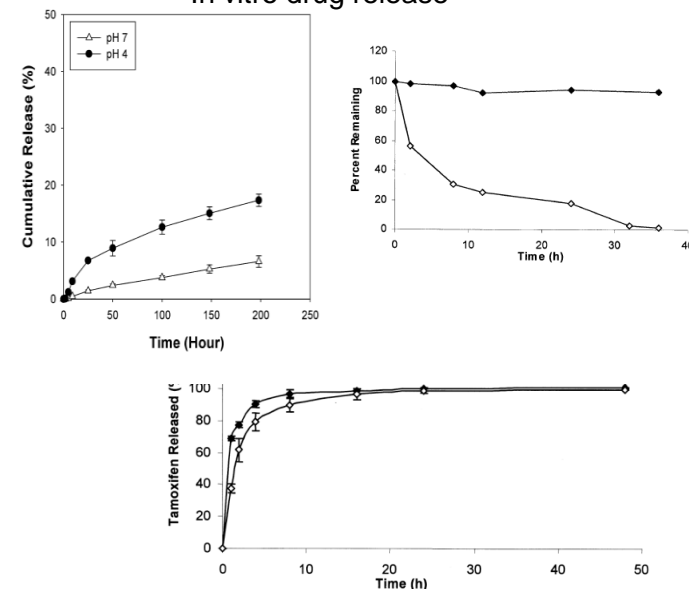 In vitro drug release
50
40
30
20
10
0
Cumulative Release (%)
pH 7
pH 4
0 50 100 150 200 250
Time (Hour)
120
100
80
60
40
20
0
Percent Remaining
0 10 20 30 40
Time (h)
100
80
60
40
20
0
Tamoxifen Released
0 10 20 30 40 50
Time (h)